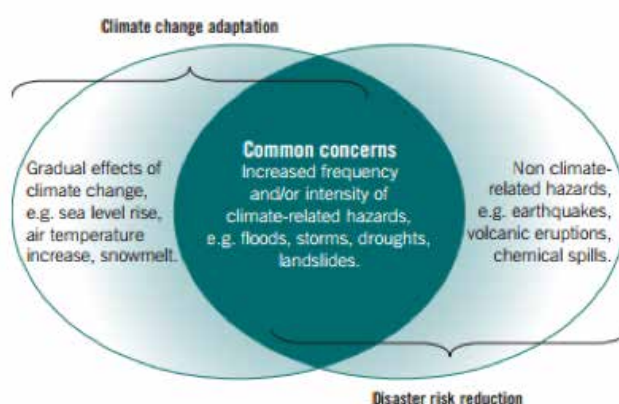 Climate change adaptation
Gradual effects of
climate change,
e.g. sea level rise,
air temperature
increase, snowmelt.
Common concerns
Increased frequency
and/or intensity of
climate-related hazards,
e.g. floods, storms, droughts,
landslides.
Non climate-
related hazards,
e.g. earthquakes,
volcanic eruptions,
chemical spills.
Disaster risk reduction